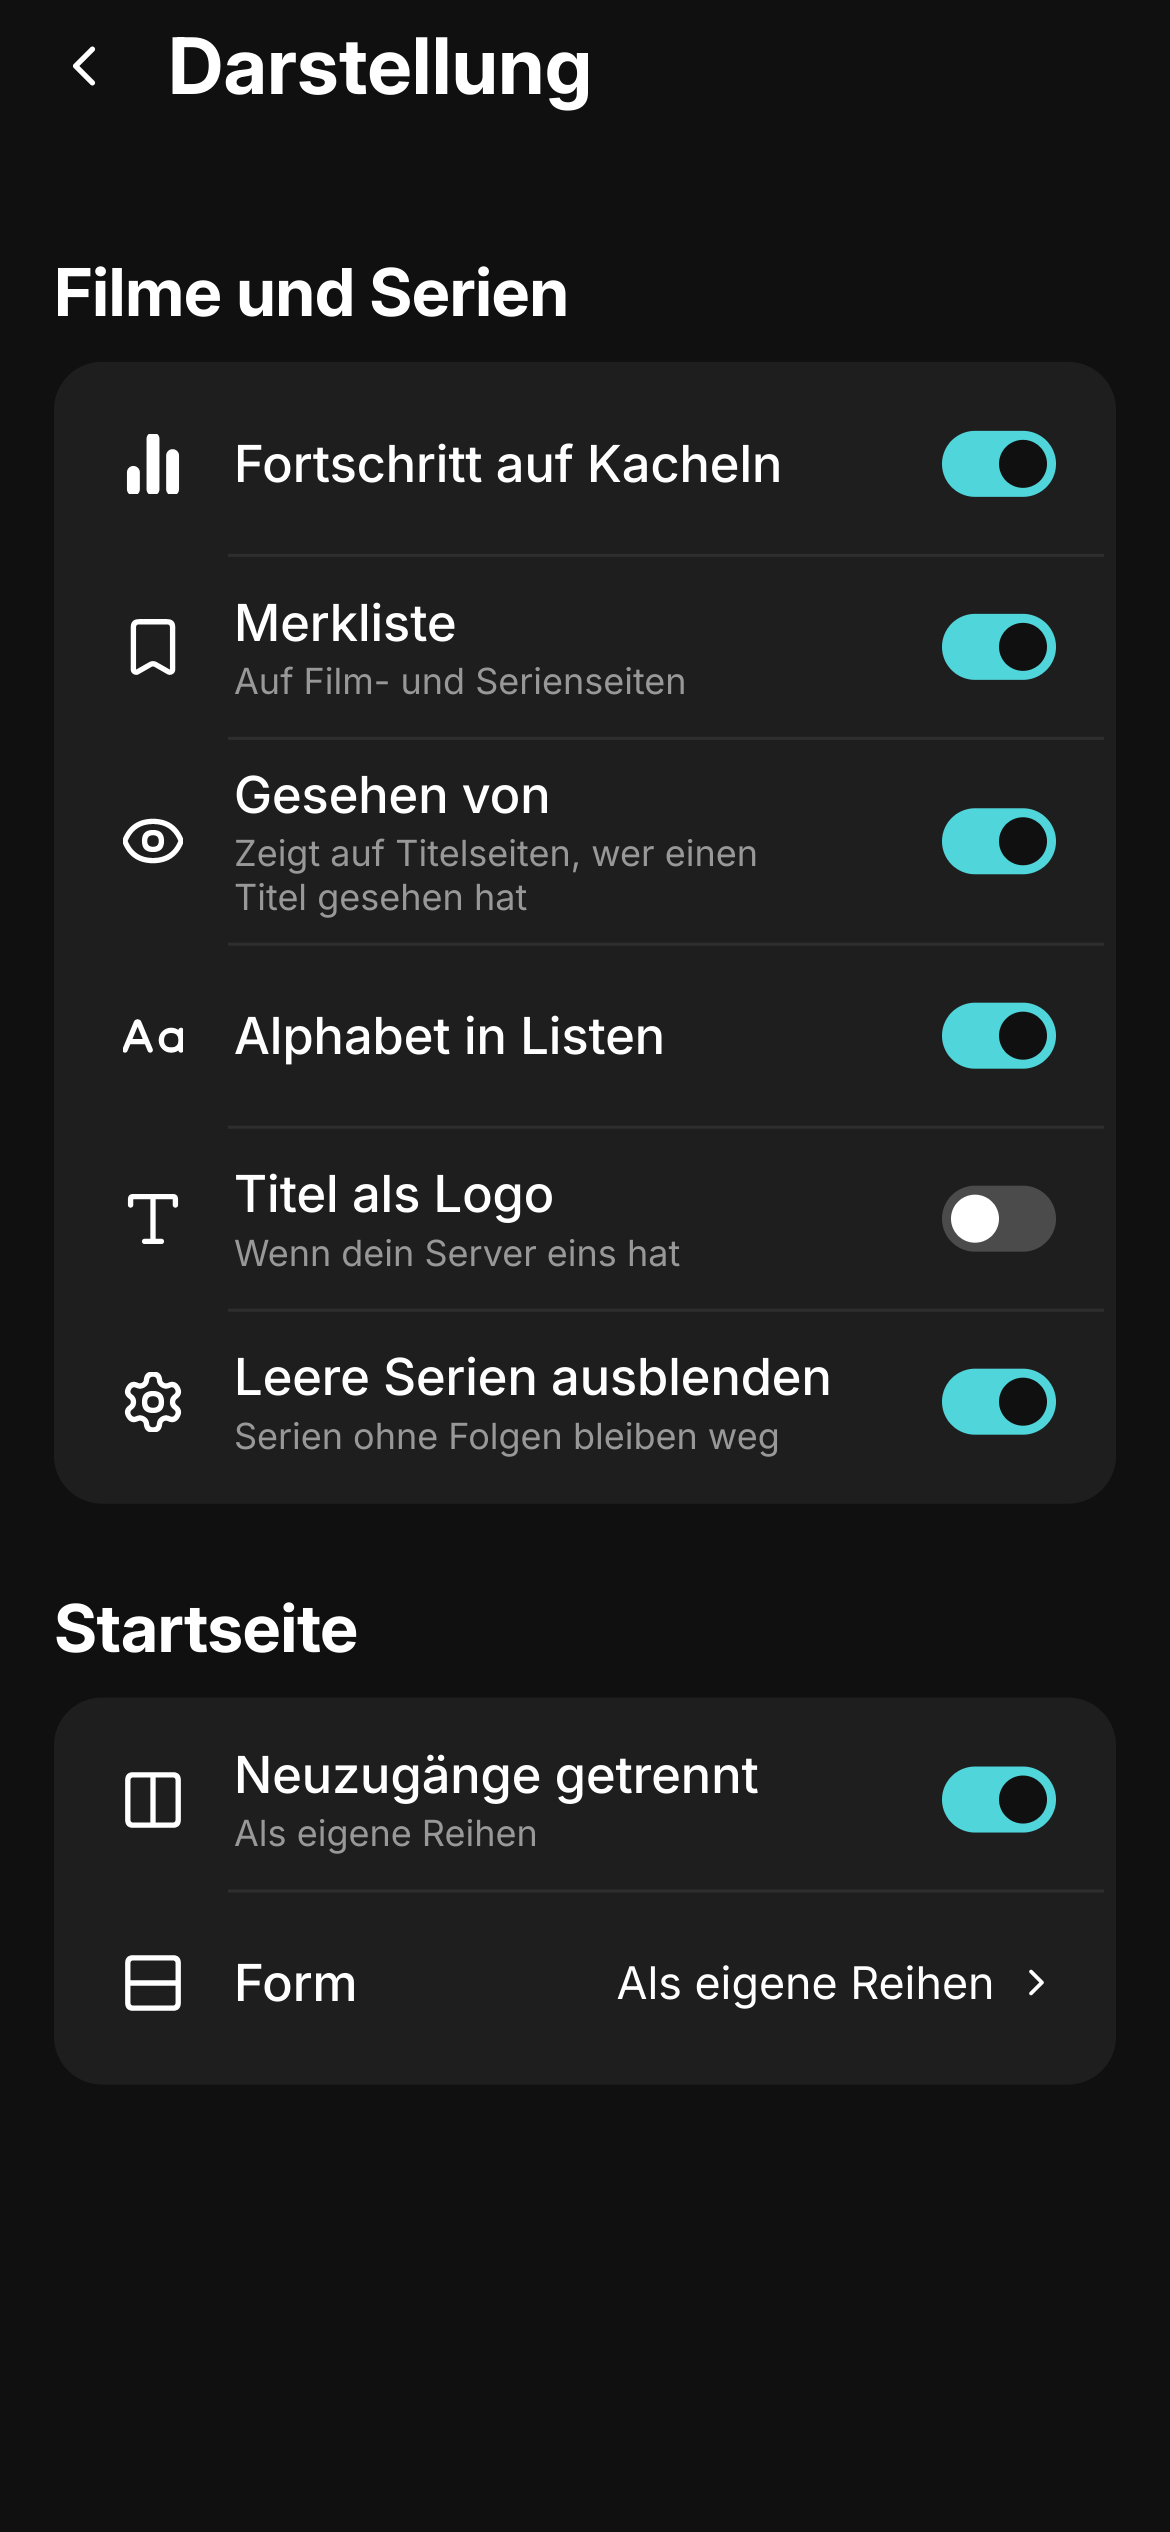 Darstellung
Filme und Serien
Fortschritt auf Kacheln
Merkliste
Auf Film- und Serienseiten
Gesehen von
Zeigt auf Titelseiten, wer einen
Titel gesehen hat
Aa Alphabet in Listen
Titel als Logo
Wenn dein Server eins hat
Leere Serien ausblenden
Serien ohne Folgen bleiben weg
Startseite
Neuzugänge getrennt
Als eigene Reihen
Form Als eigene Reihen